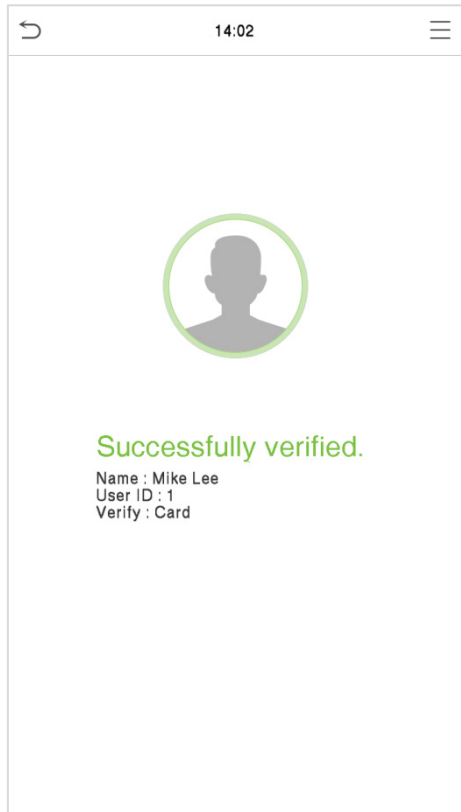 14:02
Successfully verified.
Name : Mike Lee
User ID : 1
Verify : Card